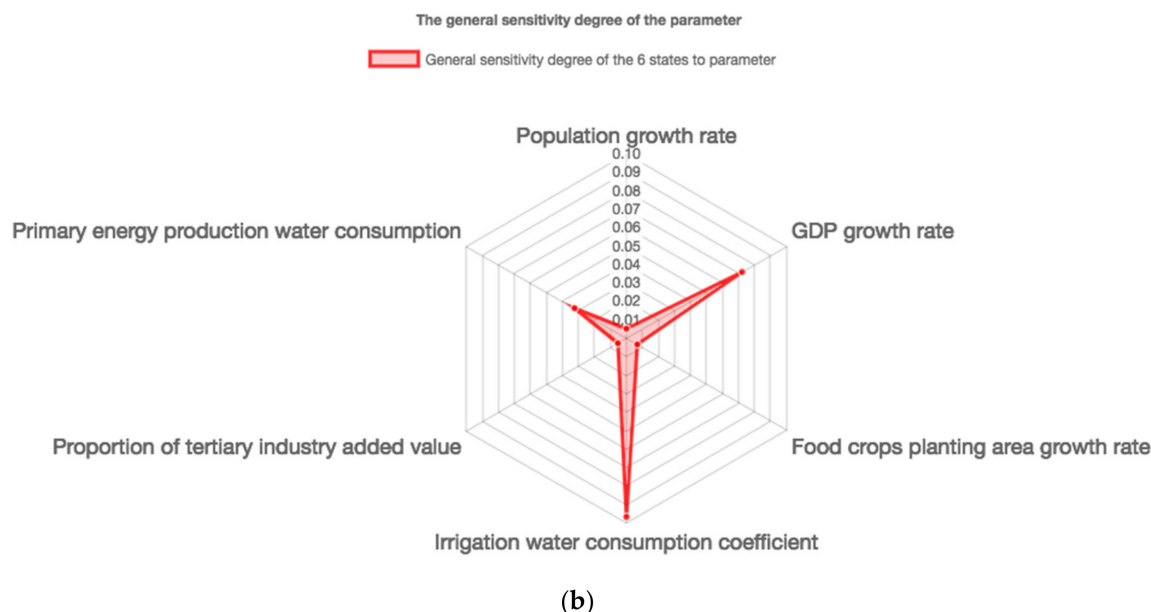 The general sensitivity degree of the parameter
General sensitivity degree of the 6 states to parameter
Population growth rate
0.10
0.09
0.08
0.07
0.06
0.05
0.04
0.03
0.02
0.01
Primary energy production water consumption
GDP growth rate
Proportion of tertiary industry added value
Food crops planting area growth rate
Irrigation water consumption coefficient
(b)